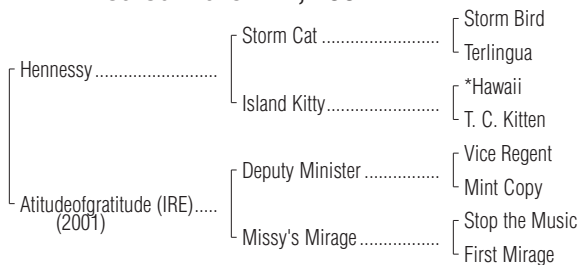 Storm Bird
Storm Cat ........................
Terlingua
Hennessy ..........................
*Hawaii
Island Kitty .......................
T. C. Kitten
Vice Regent
Deputy Minister ...............
Mint Copy
Atitudeofgratitude (IRE) .....
(2001)
Stop the Music
Missy's Mirage ................
First Mirage